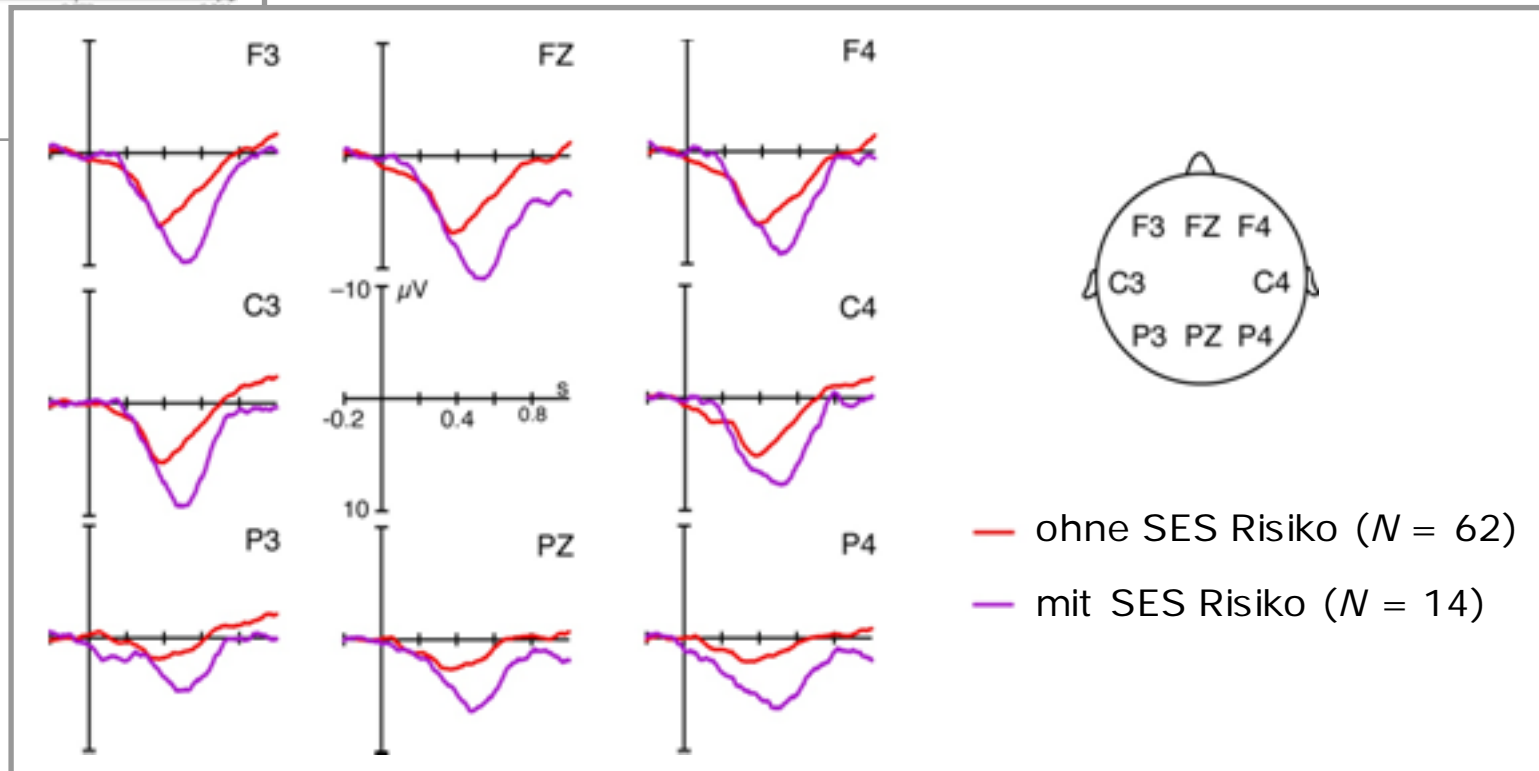 F3 FZ F4
C3 −10 µV C4
s
-0.2 0.4 0.8
10
P3 PZ P4
F3 FZ F4
C3 C4
P3 PZ P4
ohne SES Risiko (N = 62)
mit SES Risiko (N = 14)